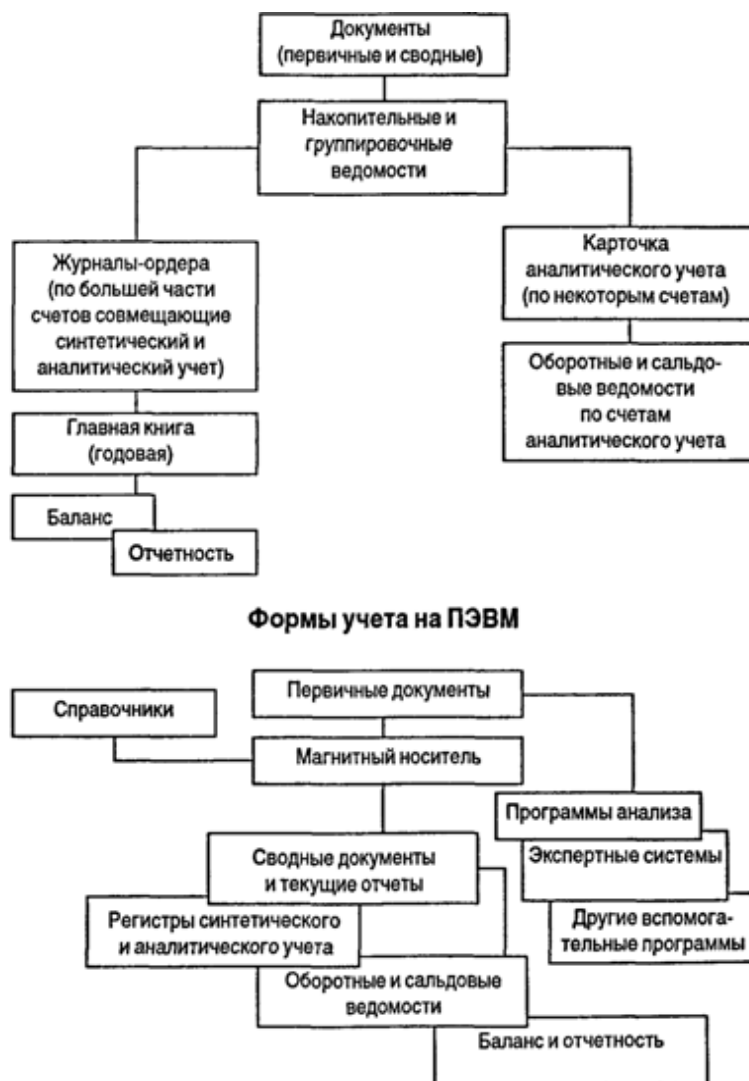 Документы
(первичные и сводные)
Накопительные и
группировочные
ведомости
Журналы-ордера
(по большей части
счетов совмещающие
синтетический и
аналитический учет)
Карточка
аналитического учета
(по некоторым счетам)
Оборотные и сальдо-
вые ведомости
по счетам
аналитического учета
Главная книга
(годовая)
Баланс
Отчетность
Формы учета на ПЭВМ
Справочники
Первичные документы
Магнитный носитель
Программы анализа
Экспертные системы
Другие вспомога-
тельные программы
Сводные документы
и текущие отчеты
Регистры синтетического
и аналитического учета
Оборотные и сальдовые
ведомости
Баланс и отчетность